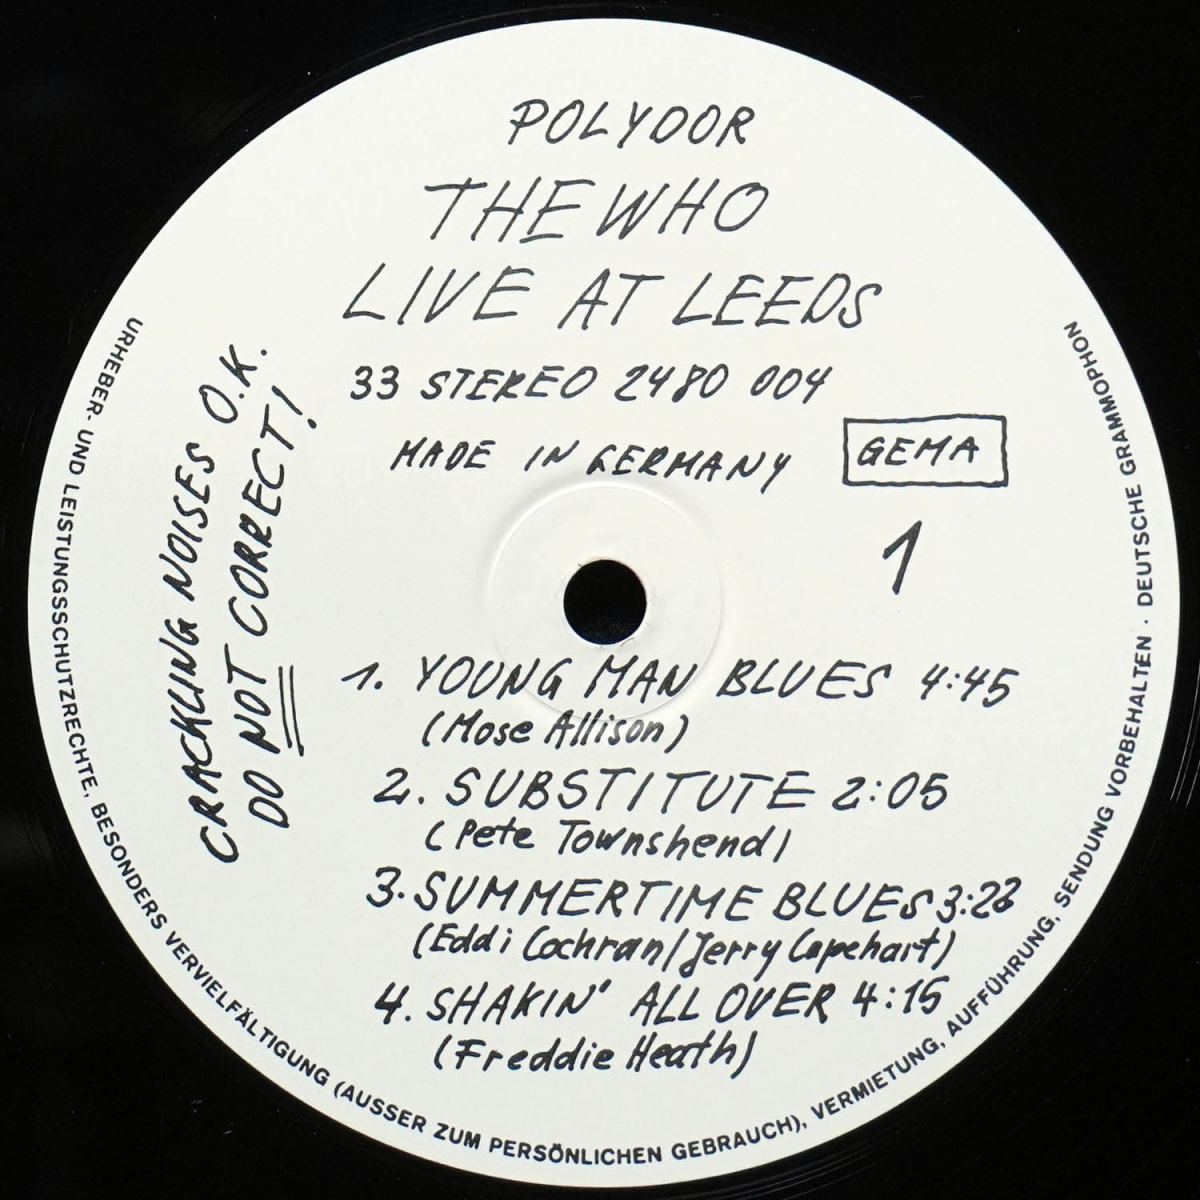 POLYDOR
THE WHO
LIVE AT LEEDS
33 STEREO 2480 004
MADE IN GERMANY
GEMA
1
CRACKLING NOISES O.K.
DO NOT CORRECT!
1. YOUNG MAN BLUES 4:45
(Mose Allison)
2. SUBSTITUTE 2:05
(Pete Townshend)
3. SUMMERTIME BLUES 3:22
(Eddi Cochran/Jerry Capehart)
4. SHAKIN' ALL OVER 4:15
(Freddie Heath)
URHEBER- UND LEISTUNGSSCHUTZRECHTE, BESONDERS VERVIELFÄLTIGUNG (AUSSER ZUM PERSÖNLICHEN GEBRAUCH), VERMIETUNG, AUFFÜHRUNG, SENDUNG VORBEHALTEN · DEUTSCHE GRAMMOPHON